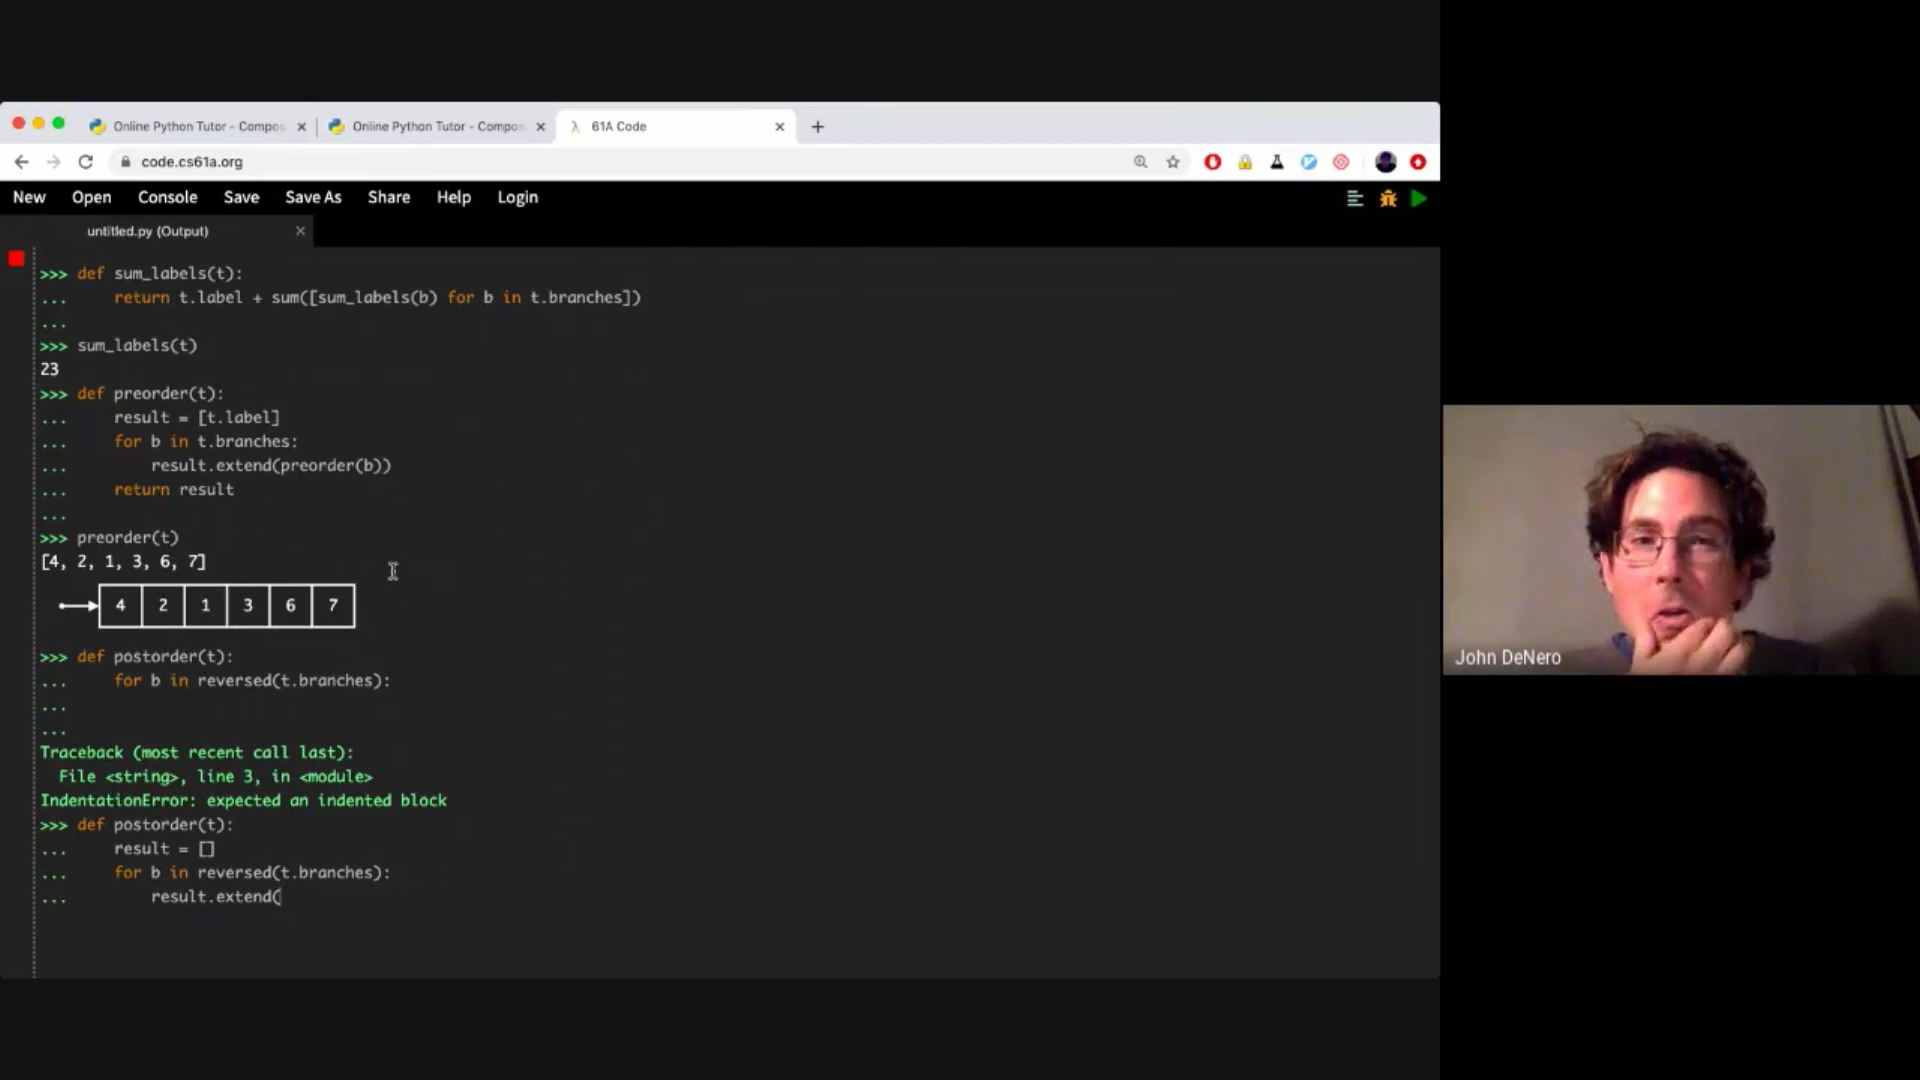 Online Python Tutor - Compos
Online Python Tutor - Compos
61A Code
code.cs61a.org
New Open Console Save Save As Share Help Login
untitled.py (Output)
>>> def sum_labels(t):
...     return t.label + sum([sum_labels(b) for b in t.branches])
...
>>> sum_labels(t)
23
>>> def preorder(t):
...     result = [t.label]
...     for b in t.branches:
...         result.extend(preorder(b))
...     return result
...
>>> preorder(t)
[4, 2, 1, 3, 6, 7]
4 2 1 3 6 7
>>> def postorder(t):
...     for b in reversed(t.branches):
...
...
Traceback (most recent call last):
  File <string>, line 3, in <module>
IndentationError: expected an indented block
>>> def postorder(t):
...     result = []
...     for b in reversed(t.branches):
...         result.extend(
John DeNero